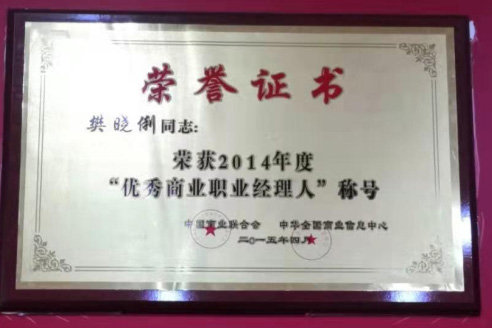 荣誉证书
樊晓俐同志:
荣获2014年度
“优秀商业职业经理人”称号
中国商业联合会 中华全国商业信息中心
二〇一五年四月